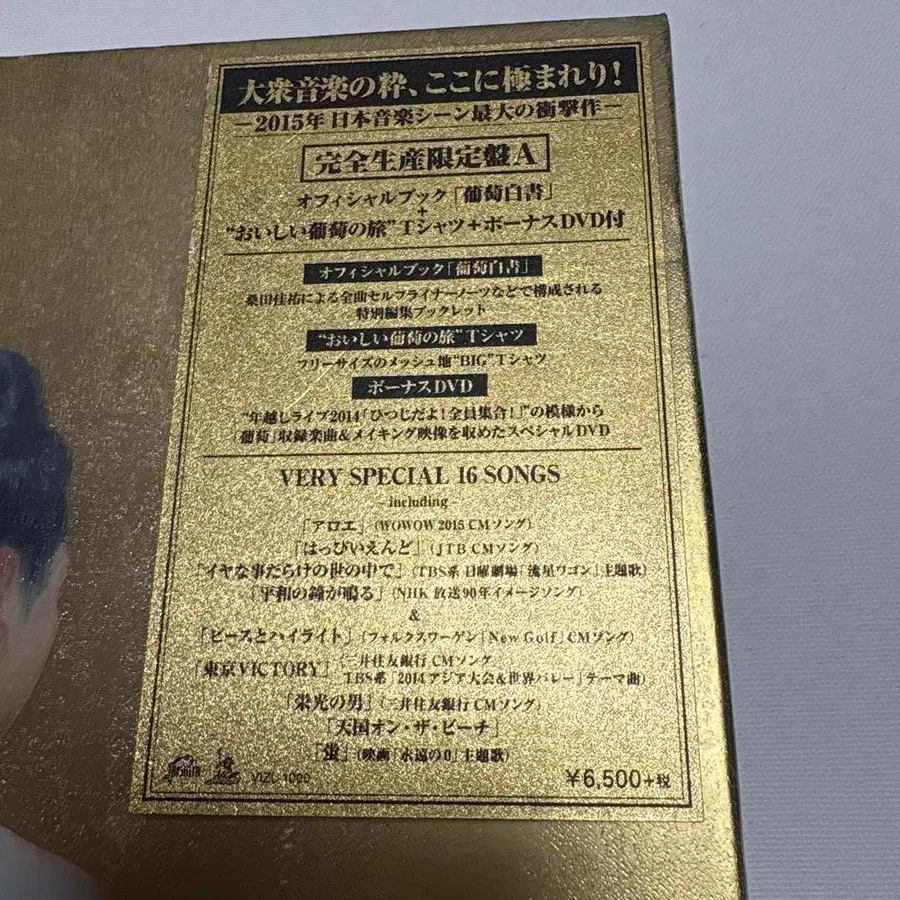 大衆音楽の粋、ここに極まれり!
―2015年 日本音楽シーン最大の衝撃作―
完全生産限定盤A
オフィシャルブック「葡萄白書」
+
“おいしい葡萄の旅”Tシャツ+ボーナスDVD付
オフィシャルブック「葡萄白書」
桑田佳祐による全曲セルフライナーノーツなどで構成される
特別編集ブックレット
“おいしい葡萄の旅”Tシャツ
フリーサイズのメッシュ地“BIG”Tシャツ
ボーナスDVD
“年越しライブ2014「ひつじだよ!全員集合!」”の模様から
「葡萄」収録楽曲&メイキング映像を収めたスペシャルDVD
VERY SPECIAL 16 SONGS
- including -
「アロエ」(WOWOW 2015 CMソング)
「はっぴいえんど」(JTB CMソング)
「イヤな事だらけの世の中で」(TBS系 日曜劇場「流星ワゴン」主題歌)
「平和の鐘が鳴る」(NHK 放送90年イメージソング)
&
「ピースとハイライト」(フォルクスワーゲン「New Golf」CMソング)
「東京VICTORY」(三井住友銀行 CMソング
TBS系「2014アジア大会&世界バレー」テーマ曲)
「栄光の男」(三井住友銀行 CMソング)
「天国オン・ザ・ビーチ」
「蛍」(映画「永遠の0」主題歌)
VIZL-1000 ¥6,500+税